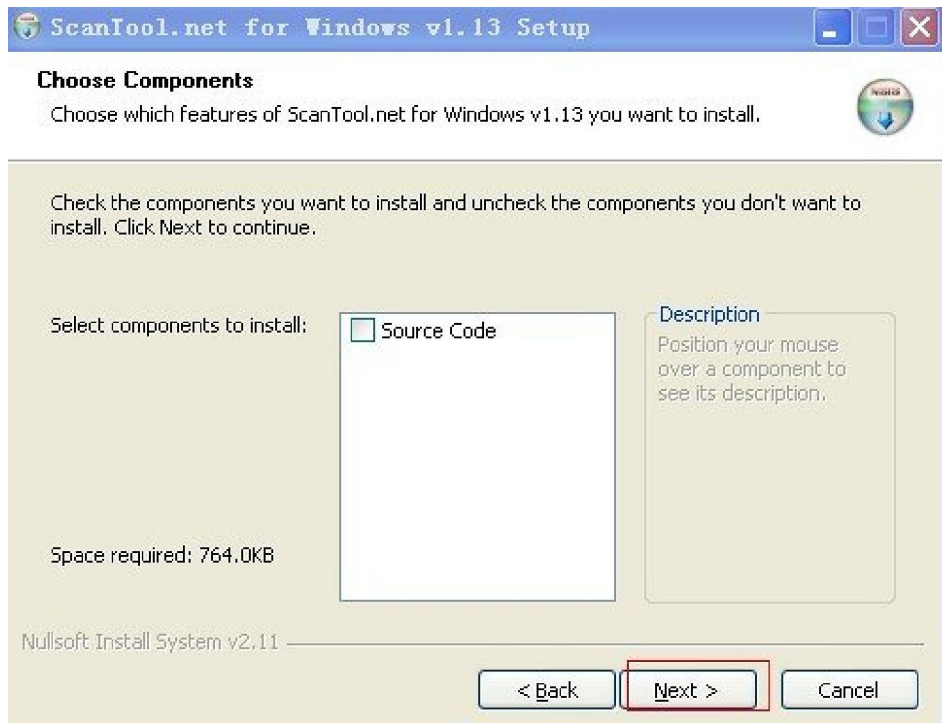 ScanTool.net for Windows v1.13 Setup
Choose Components
Choose which features of ScanTool.net for Windows v1.13 you want to install.
NSIS
Check the components you want to install and uncheck the components you don't want to
install. Click Next to continue.
Select components to install:
Source Code
Description
Position your mouse
over a component to
see its description.
Space required: 764.0KB
Nullsoft Install System v2.11
< Back
Next >
Cancel